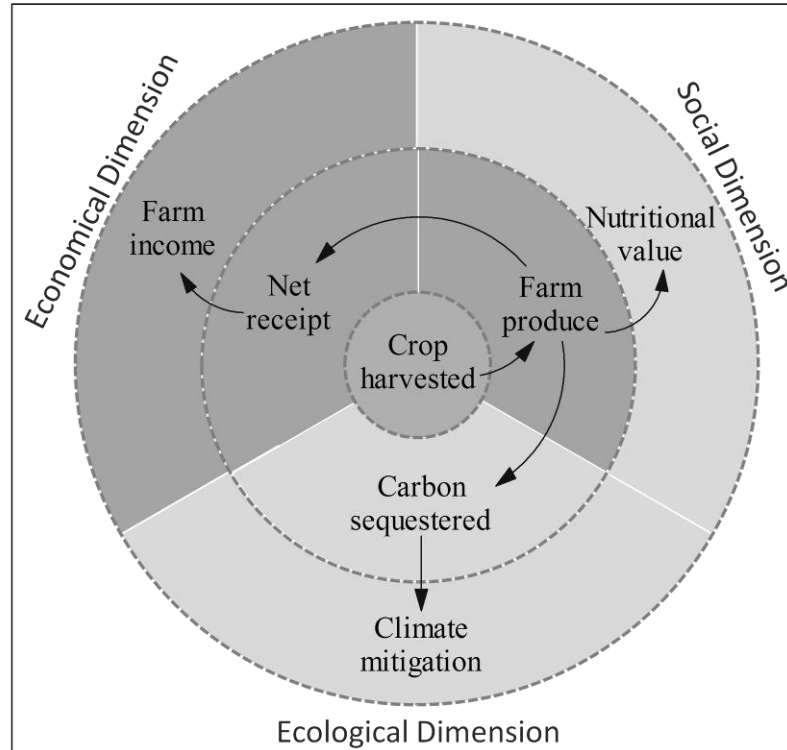 Economical Dimension
Social Dimension
Farm
income
Nutritional
value
Net
receipt
Farm
produce
Crop
harvested
Carbon
sequestered
Climate
mitigation
Ecological Dimension